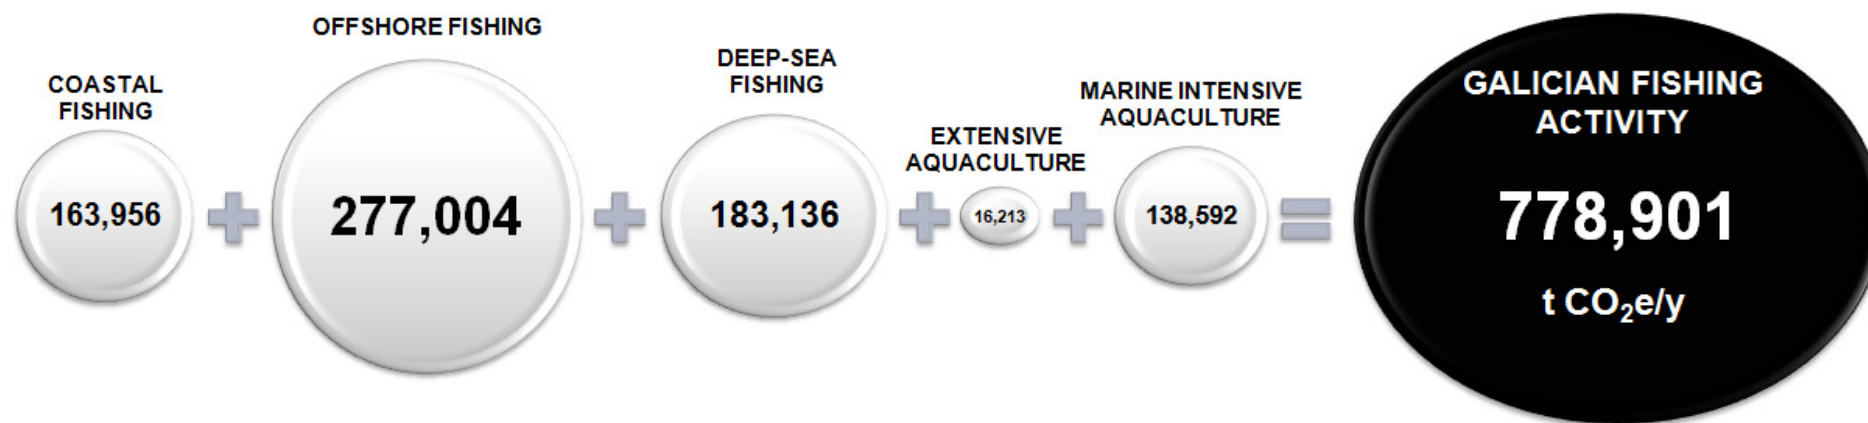 COASTAL
FISHING
163,956
OFFSHORE FISHING
277,004
DEEP-SEA
FISHING
183,136
EXTENSIVE
AQUACULTURE
16,213
MARINE INTENSIVE
AQUACULTURE
138,592
GALICIAN FISHING
ACTIVITY
778,901
t CO₂e/y